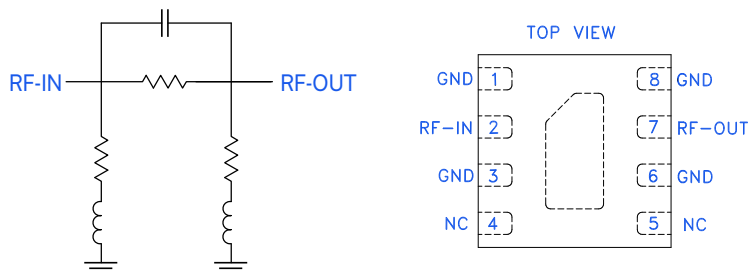 RF-IN
RF-OUT
TOP VIEW
GND 1
8 GND
RF-IN 2
7 RF-OUT
GND 3
6 GND
NC 4
5 NC